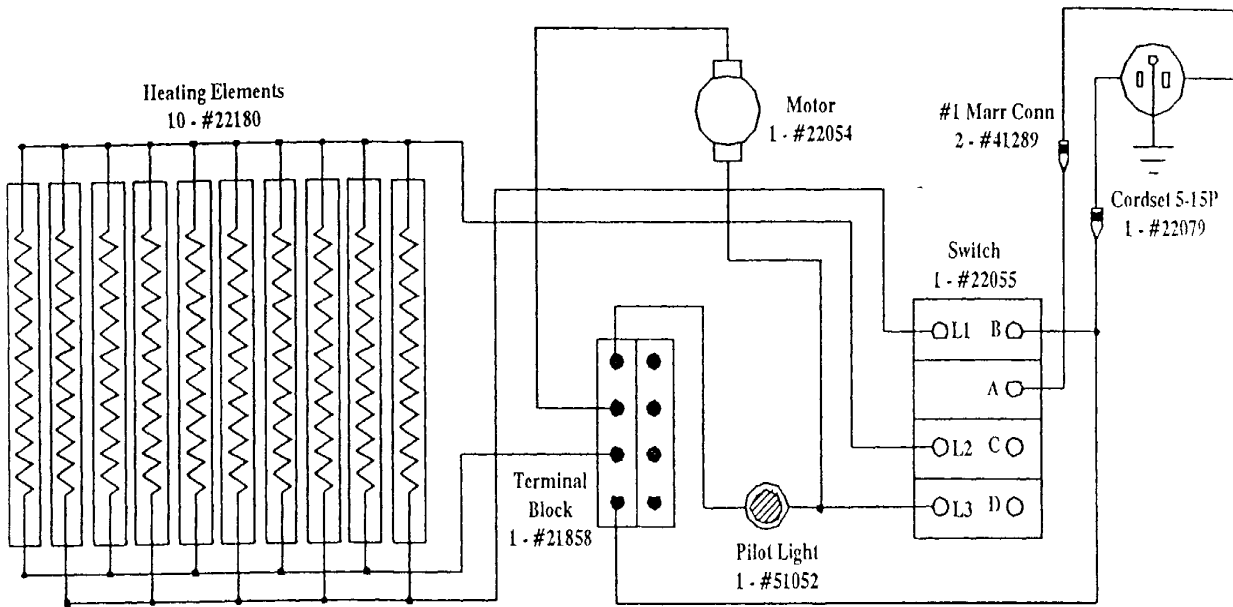 Heating Elements
10 - #22180
Motor
1 - #22054
#1 Marr Conn
2 - #41289
Cordset 5-15P
1 - #22079
Switch
1 - #22055
L1 B
A
L2 C
L3 D
Terminal
Block
1 - #21858
Pilot Light
1 - #51052